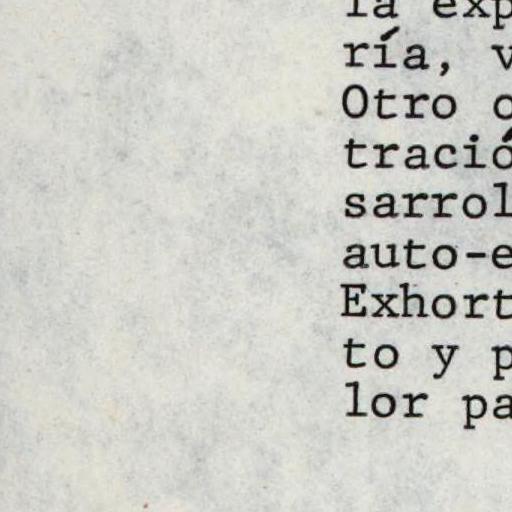 la exp
ría, v
Otro o
tració
sarrol
auto-e
Exhort
to y p
lor pa